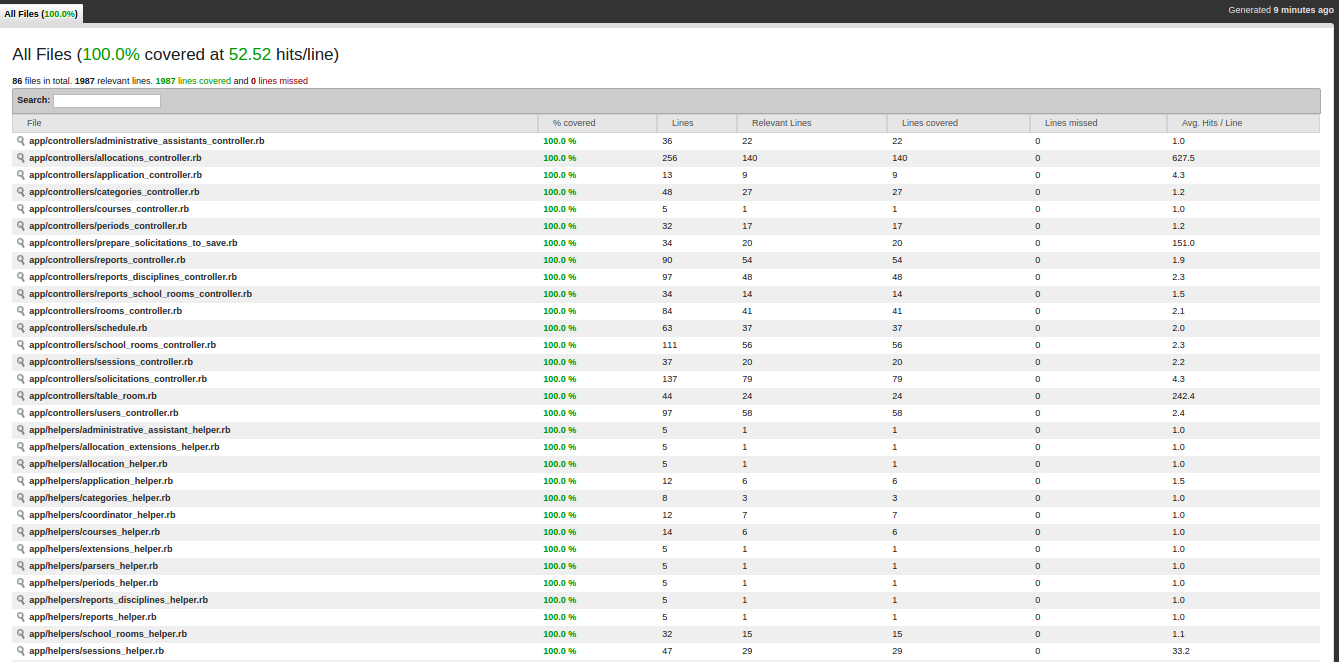 All Files (100.0%)
Generated 9 minutes ago
All Files (100.0% covered at 52.52 hits/line)
86 files in total. 1987 relevant lines. 1987 lines covered and 0 lines missed
Search:
File % covered Lines Relevant Lines Lines covered Lines missed Avg. Hits / Line
app/controllers/administrative_assistants_controller.rb 100.0 % 36 22 22 0 1.0
app/controllers/allocations_controller.rb 100.0 % 256 140 140 0 627.5
app/controllers/application_controller.rb 100.0 % 13 9 9 0 4.3
app/controllers/categories_controller.rb 100.0 % 48 27 27 0 1.2
app/controllers/courses_controller.rb 100.0 % 5 1 1 0 1.0
app/controllers/periods_controller.rb 100.0 % 32 17 17 0 1.2
app/controllers/prepare_solicitations_to_save.rb 100.0 % 34 20 20 0 151.0
app/controllers/reports_controller.rb 100.0 % 90 54 54 0 1.9
app/controllers/reports_disciplines_controller.rb 100.0 % 97 48 48 0 2.3
app/controllers/reports_school_rooms_controller.rb 100.0 % 34 14 14 0 1.5
app/controllers/rooms_controller.rb 100.0 % 84 41 41 0 2.1
app/controllers/schedule.rb 100.0 % 63 37 37 0 2.0
app/controllers/school_rooms_controller.rb 100.0 % 111 56 56 0 2.3
app/controllers/sessions_controller.rb 100.0 % 37 20 20 0 2.2
app/controllers/solicitations_controller.rb 100.0 % 137 79 79 0 4.3
app/controllers/table_room.rb 100.0 % 44 24 24 0 242.4
app/controllers/users_controller.rb 100.0 % 97 58 58 0 2.4
app/helpers/administrative_assistant_helper.rb 100.0 % 5 1 1 0 1.0
app/helpers/allocation_extensions_helper.rb 100.0 % 5 1 1 0 1.0
app/helpers/allocation_helper.rb 100.0 % 5 1 1 0 1.0
app/helpers/application_helper.rb 100.0 % 12 6 6 0 1.5
app/helpers/categories_helper.rb 100.0 % 8 3 3 0 1.0
app/helpers/coordinator_helper.rb 100.0 % 12 7 7 0 1.0
app/helpers/courses_helper.rb 100.0 % 14 6 6 0 1.0
app/helpers/extensions_helper.rb 100.0 % 5 1 1 0 1.0
app/helpers/parsers_helper.rb 100.0 % 5 1 1 0 1.0
app/helpers/periods_helper.rb 100.0 % 5 1 1 0 1.0
app/helpers/reports_disciplines_helper.rb 100.0 % 5 1 1 0 1.0
app/helpers/reports_helper.rb 100.0 % 5 1 1 0 1.0
app/helpers/school_rooms_helper.rb 100.0 % 32 15 15 0 1.1
app/helpers/sessions_helper.rb 100.0 % 47 29 29 0 33.2